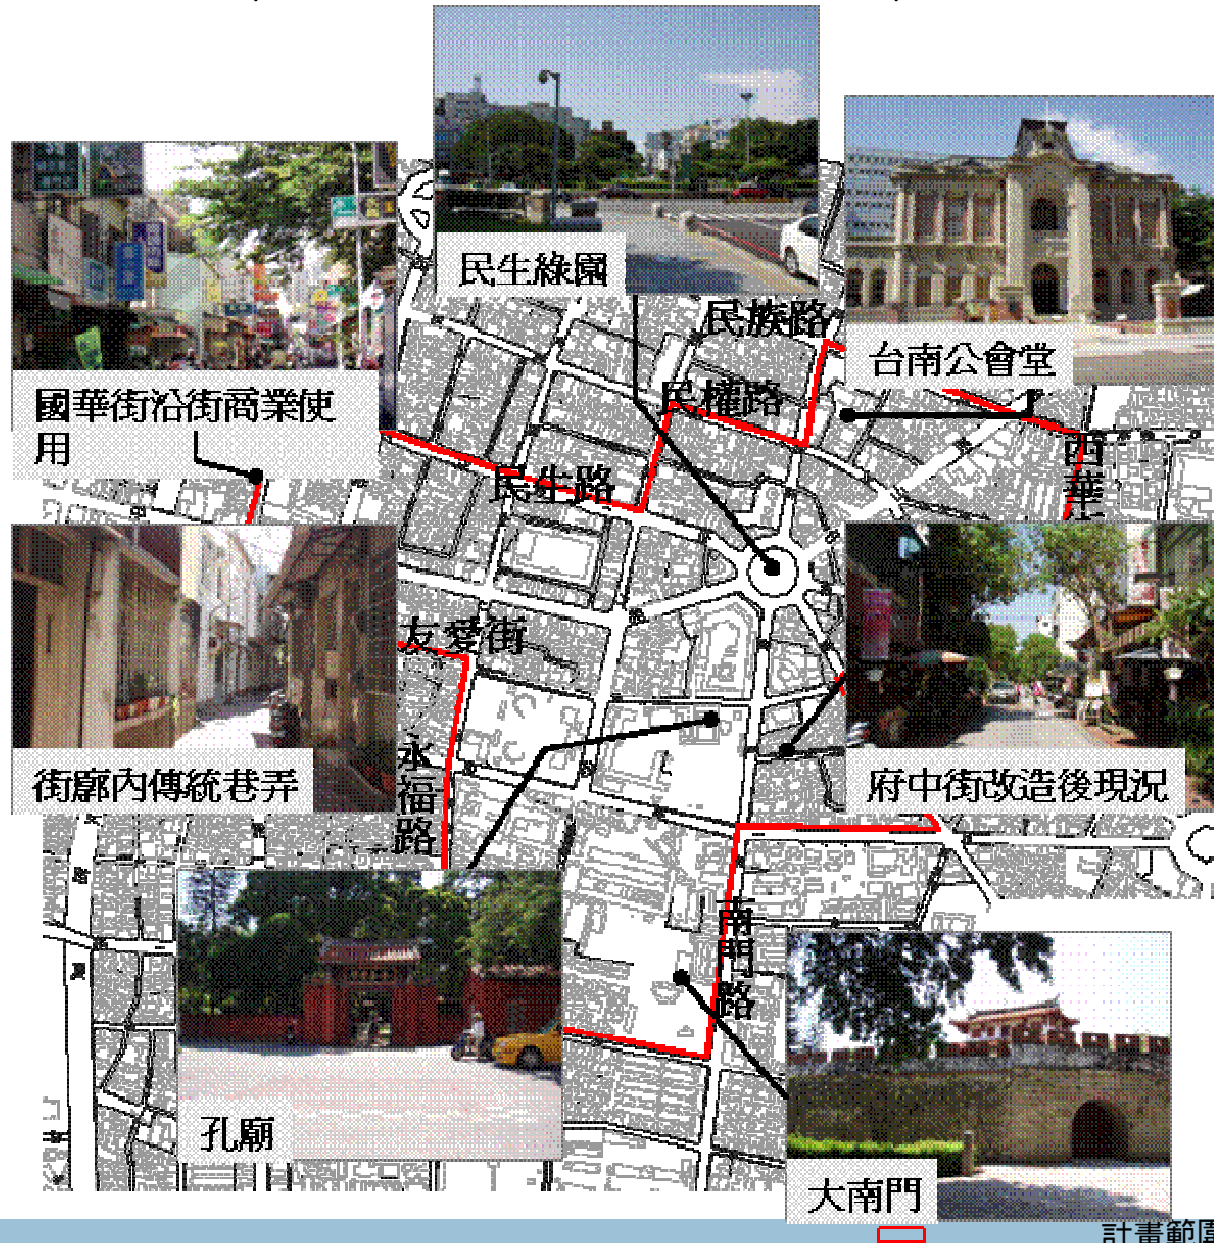 民生綠園
台南公會堂
民族路
民權路
國華街沿街商業使
用
民生路
西華
友愛街
永福路
街廓內傳統巷弄
府中街改造後現況
南門路
孔廟
大南門
計畫範圍